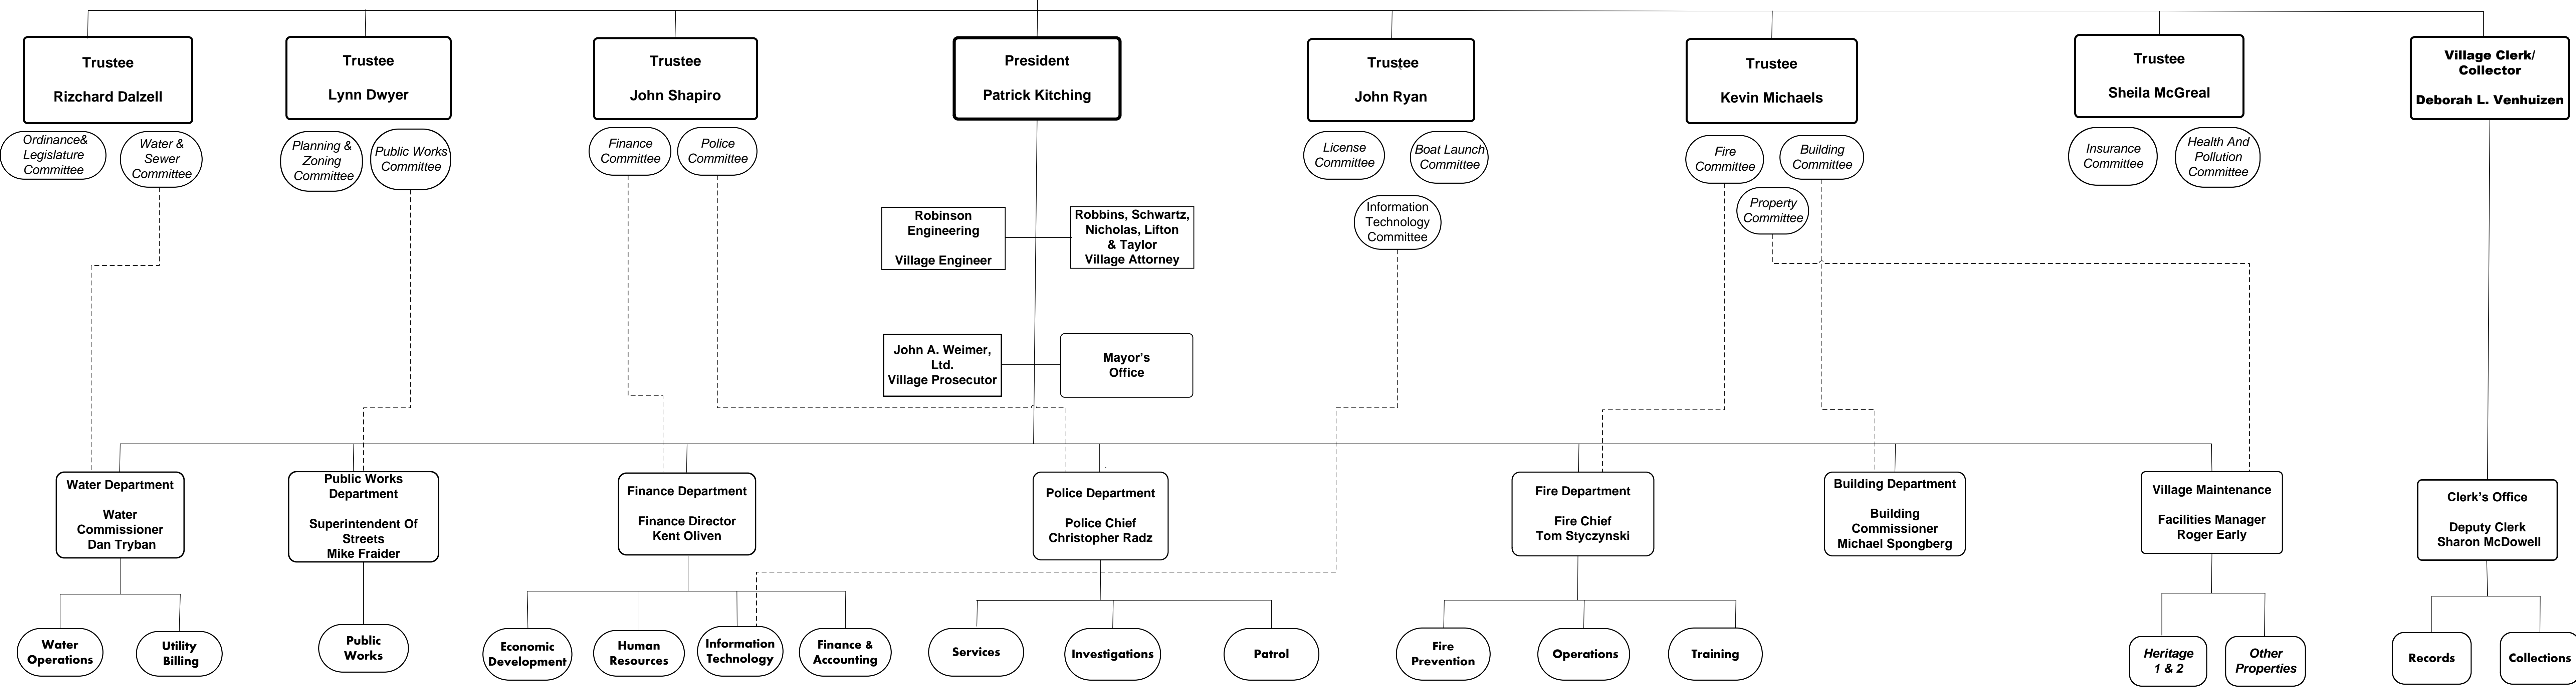 Trustee
Rizchard Dalzell
Trustee
Lynn Dwyer
Trustee
John Shapiro
President
Patrick Kitching
Trustee
John Ryan
Trustee
Kevin Michaels
Trustee
Sheila McGreal
Village Clerk/
Collector
Deborah L. Venhuizen
Ordinance&
Legislature
Committee
Water &
Sewer
Committee
Planning &
Zoning
Committee
Public Works
Committee
Finance
Committee
Police
Committee
License
Committee
Boat Launch
Committee
Information
Technology
Committee
Fire
Committee
Building
Committee
Property
Committee
Insurance
Committee
Health And
Pollution
Committee
Robinson
Engineering
Village Engineer
Robbins, Schwartz,
Nicholas, Lifton
& Taylor
Village Attorney
John A. Weimer,
Ltd.
Village Prosecutor
Mayor's
Office
Water Department
Water
Commissioner
Dan Tryban
Public Works
Department
Superintendent Of
Streets
Mike Fraider
Finance Department
Finance Director
Kent Oliven
Police Department
Police Chief
Christopher Radz
Fire Department
Fire Chief
Tom Styczynski
Building Department
Building
Commissioner
Michael Spongberg
Village Maintenance
Facilities Manager
Roger Early
Clerk's Office
Deputy Clerk
Sharon McDowell
Water
Operations
Utility
Billing
Public
Works
Economic
Development
Human
Resources
Information
Technology
Finance &
Accounting
Services
Investigations
Patrol
Fire
Prevention
Operations
Training
Heritage
1 & 2
Other
Properties
Records
Collections